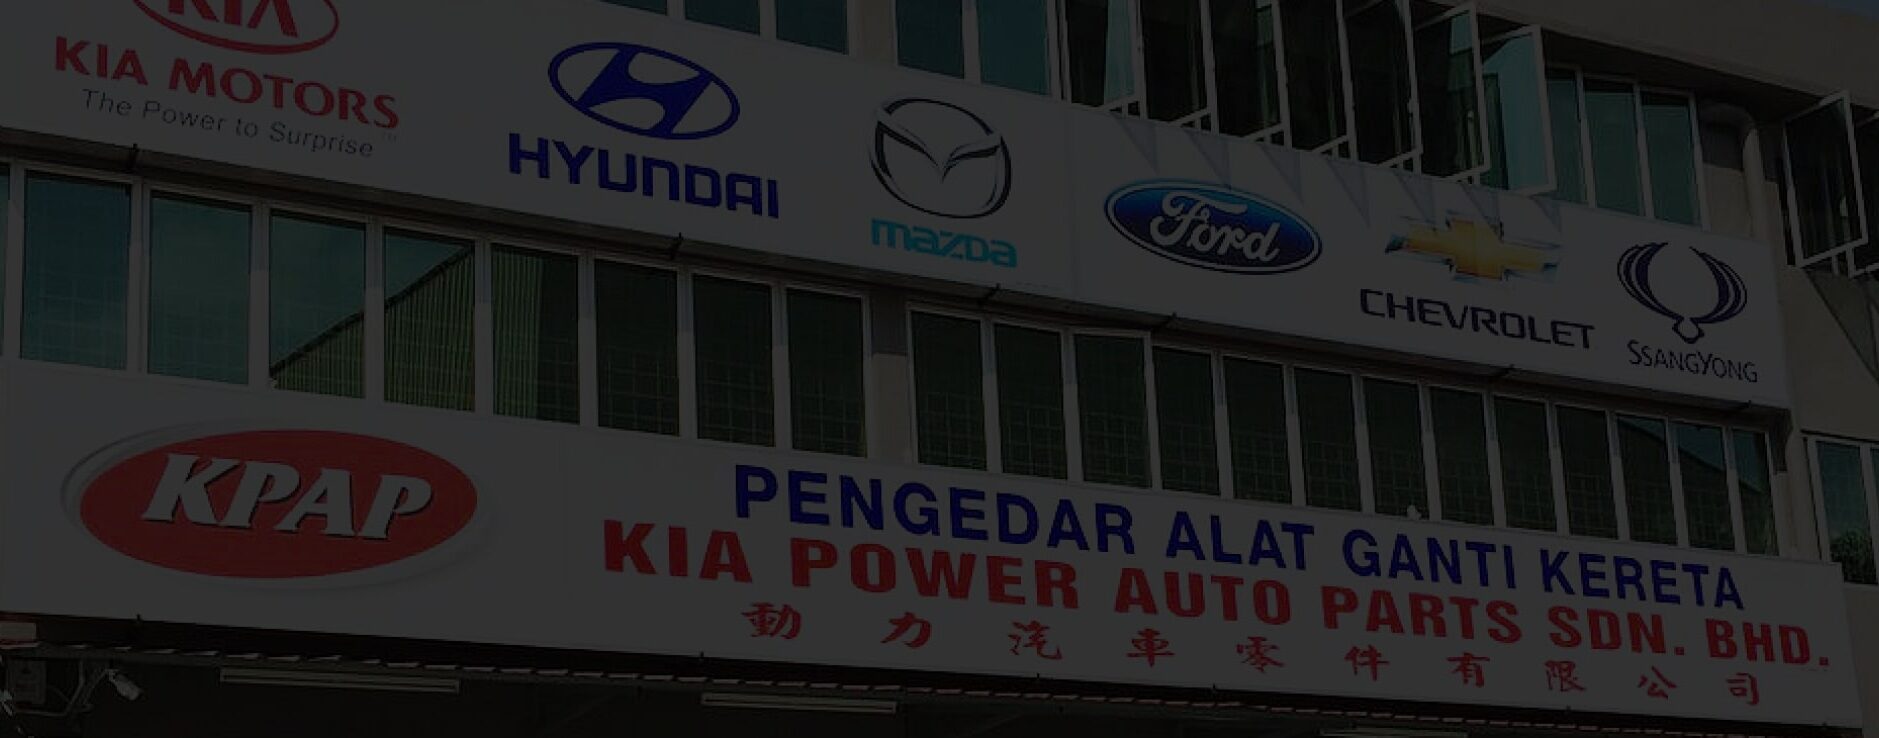 KIA
KIA MOTORS
The Power to Surprise
HYUNDAI
mazda
Ford
CHEVROLET
SSANGYONG
KPAP
PENGEDAR ALAT GANTI KERETA
KIA POWER AUTO PARTS SDN. BHD.
動力汽車零件有限公司